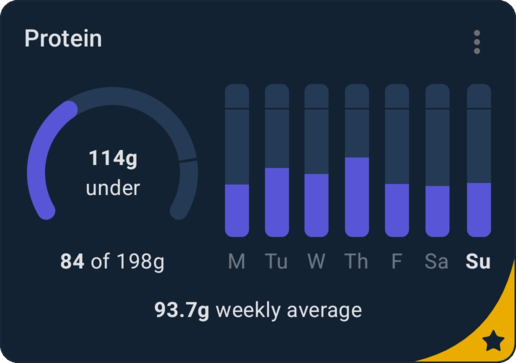 Protein
114g
under
84 of 198g
M Tu W Th F Sa Su
93.7g weekly average